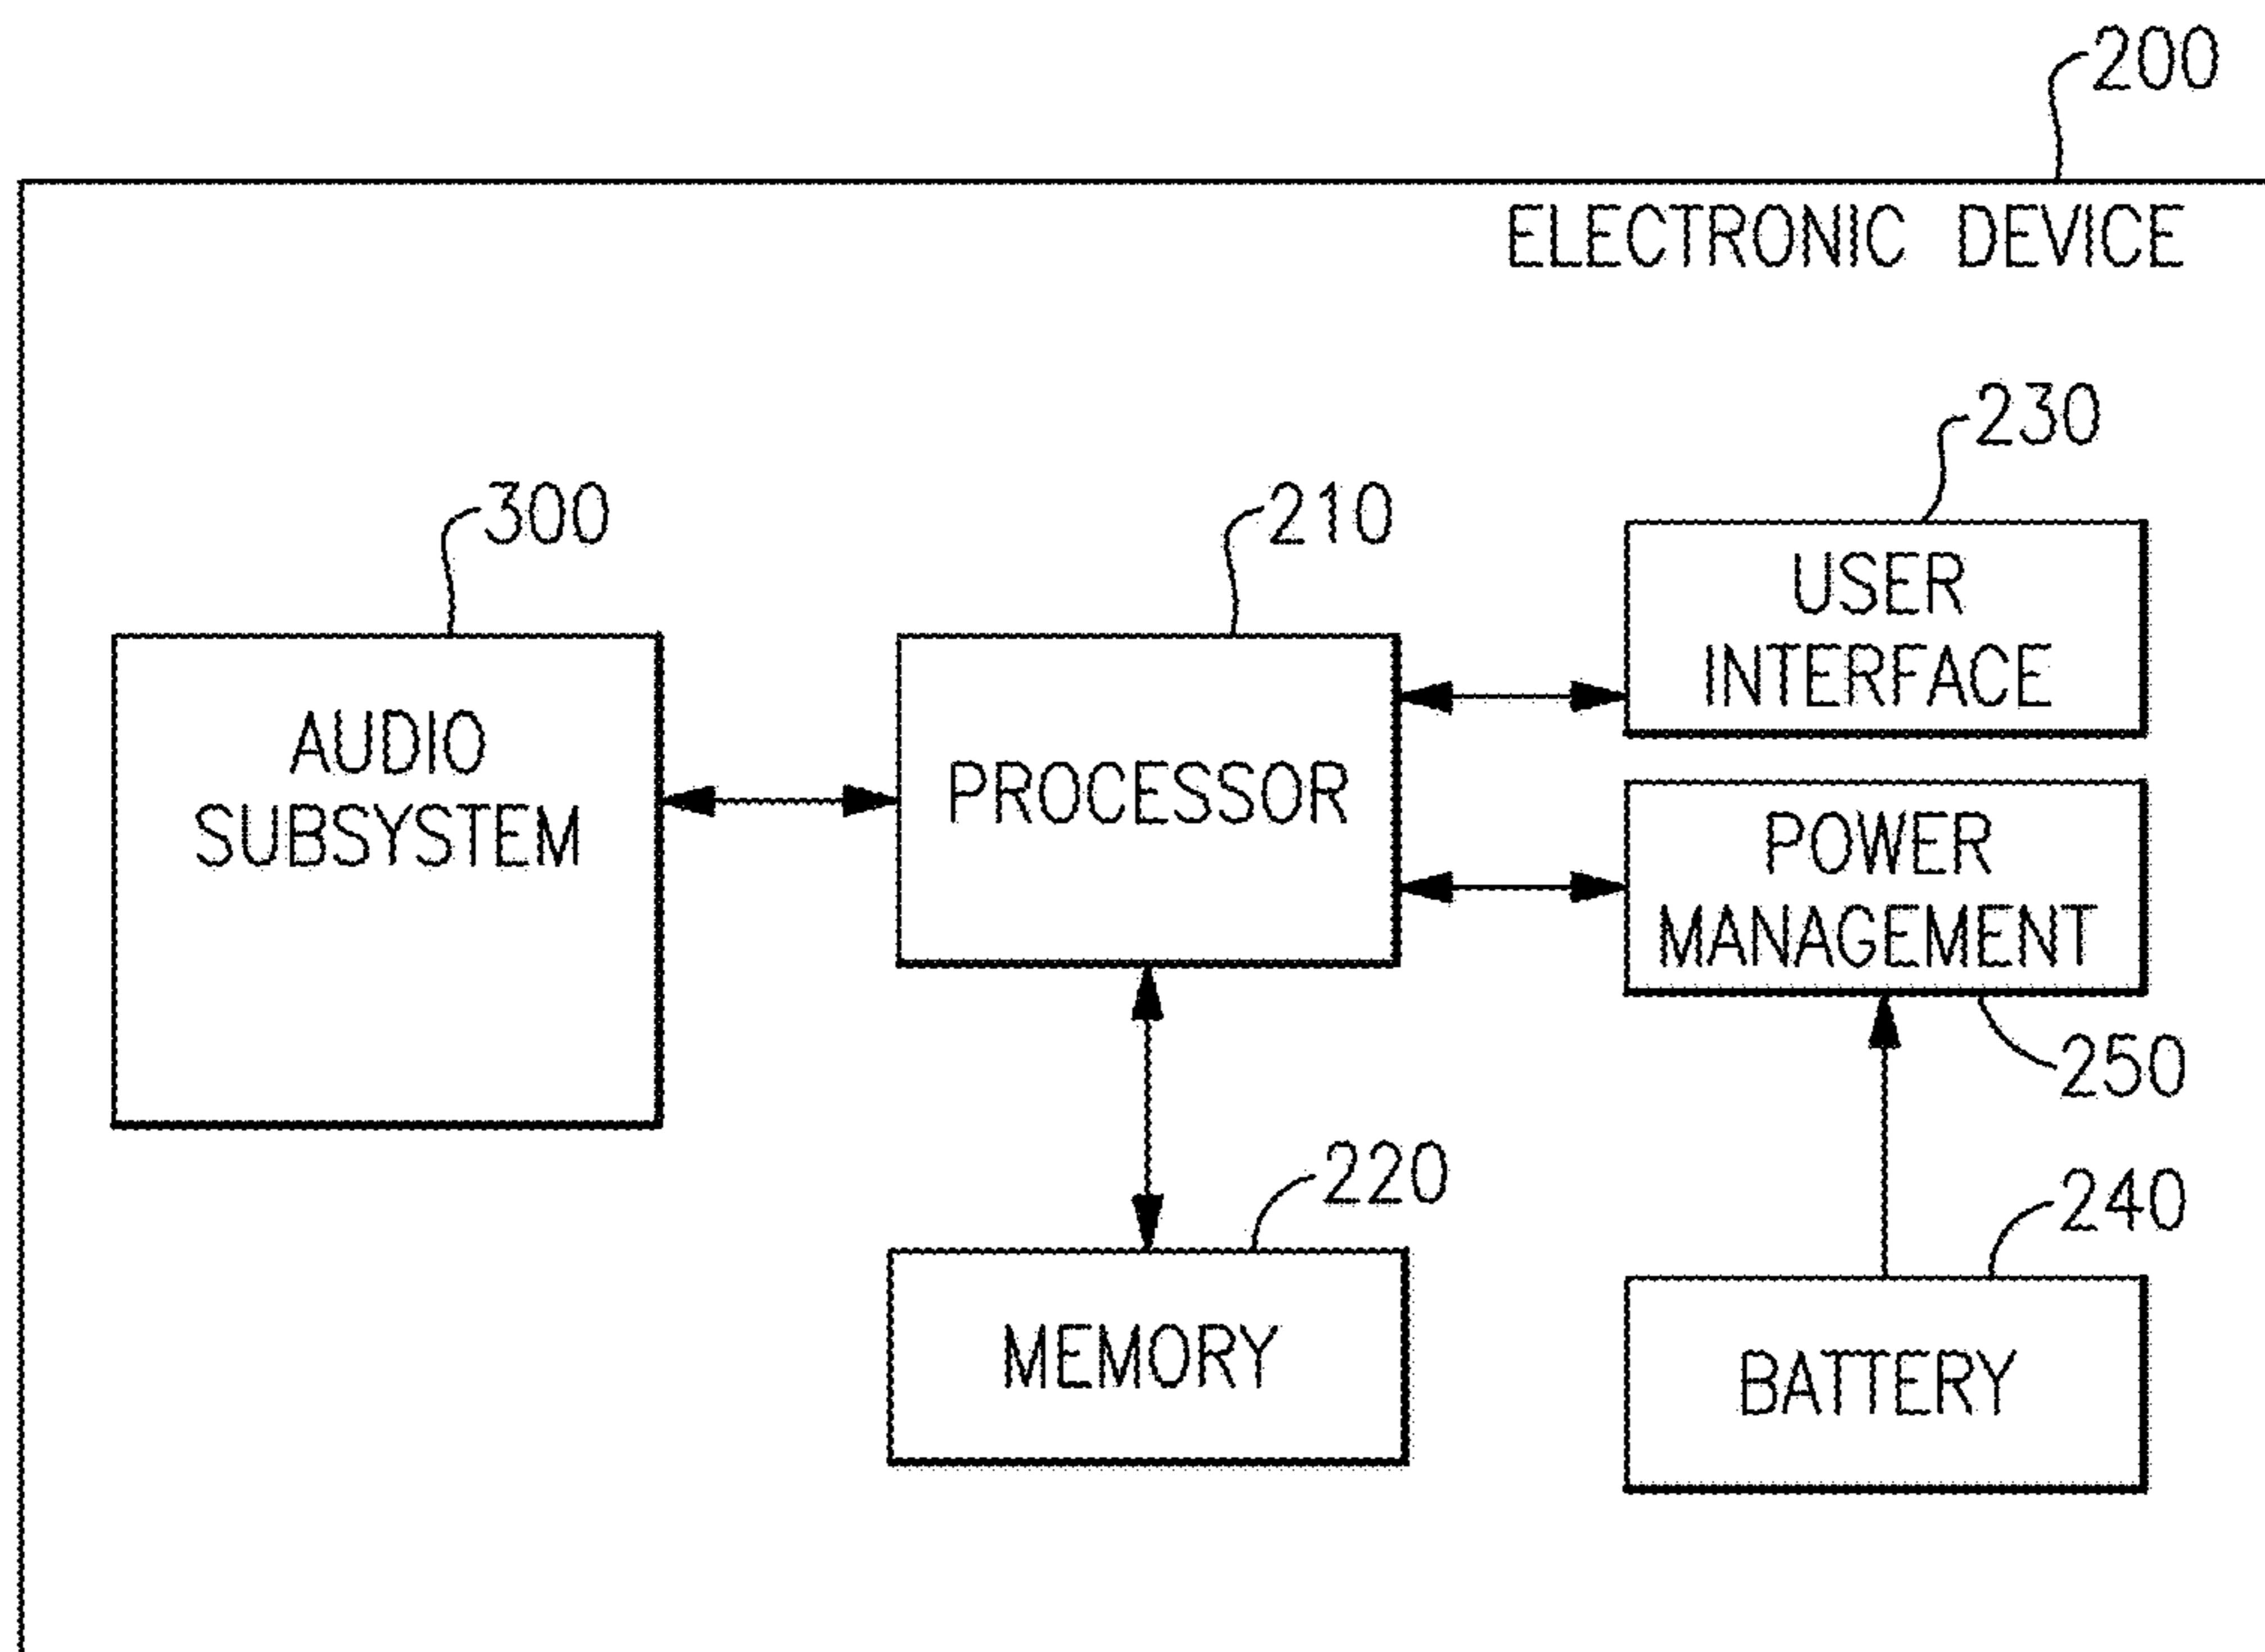 200
ELECTRONIC DEVICE
230
300
210
USER
INTERFACE
AUDIO
SUBSYSTEM
PROCESSOR
POWER
MANAGEMENT
250
220
240
MEMORY
BATTERY